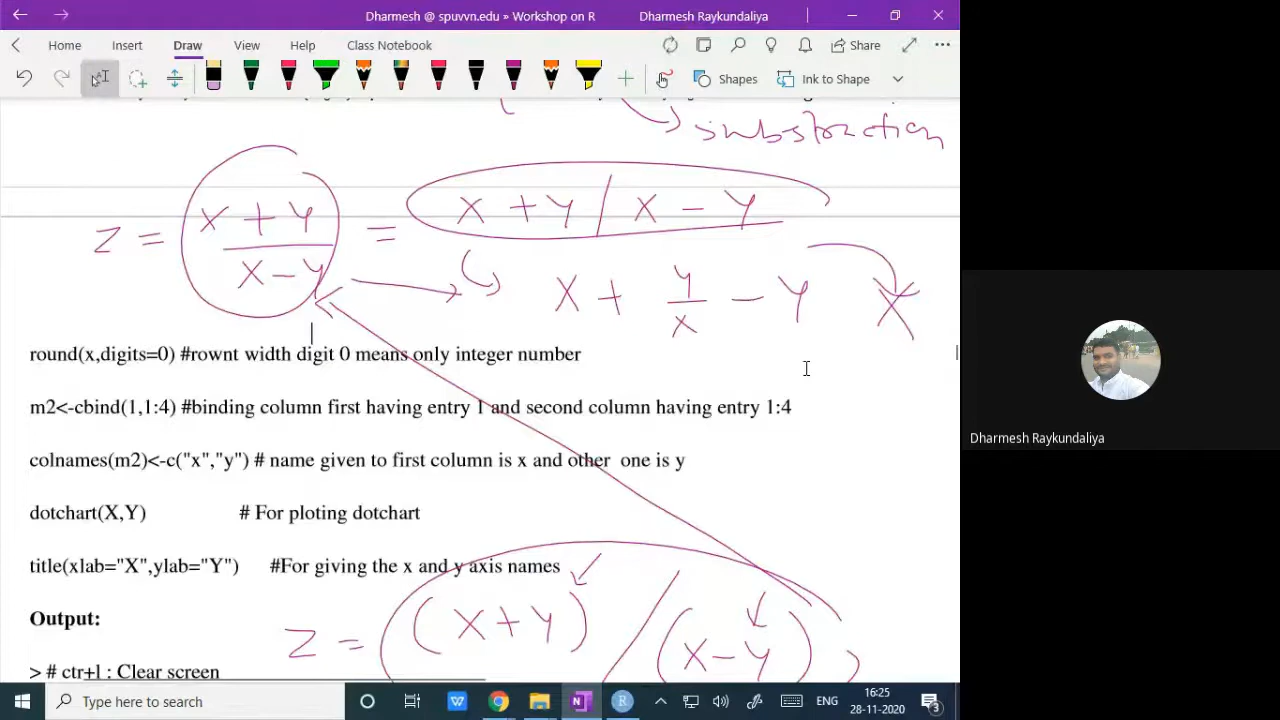 Dharmesh @ spuvvn.edu » Workshop on R
Dharmesh Raykundaliya
Home Insert Draw View Help Class Notebook
Share
Shapes
Ink to Shape
substraction
z = x + y / x - y = x + y / x - y
x + y / x - y x
round(x,digits=0) #rownt width digit 0 means only integer number
m2<-cbind(1,1:4) #binding column first having entry 1 and second column having entry 1:4
colnames(m2)<-c("x","y") # name given to first column is x and other one is y
dotchart(X,Y) # For ploting dotchart
title(xlab="X",ylab="Y") #For giving the x and y axis names
Output:
z = (x+y) / (x-y)
> # ctr+l : Clear screen
Dharmesh Raykundaliya
Type here to search
ENG
16:25
28-11-2020
3